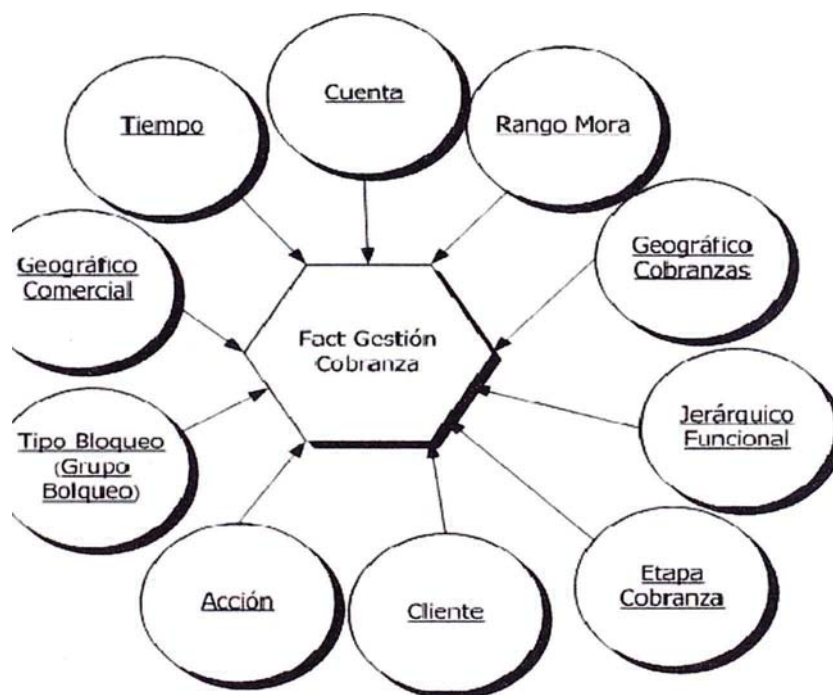 Cuenta
Tiempo
Rango Mora
Geográfico
Comercial
Geográfico
Cobranzas
Fact Gestión
Cobranza
Tipo Bloqueo
(Grupo
Bolqueo)
Jerárquico
Funcional
Acción
Cliente
Etapa
Cobranza